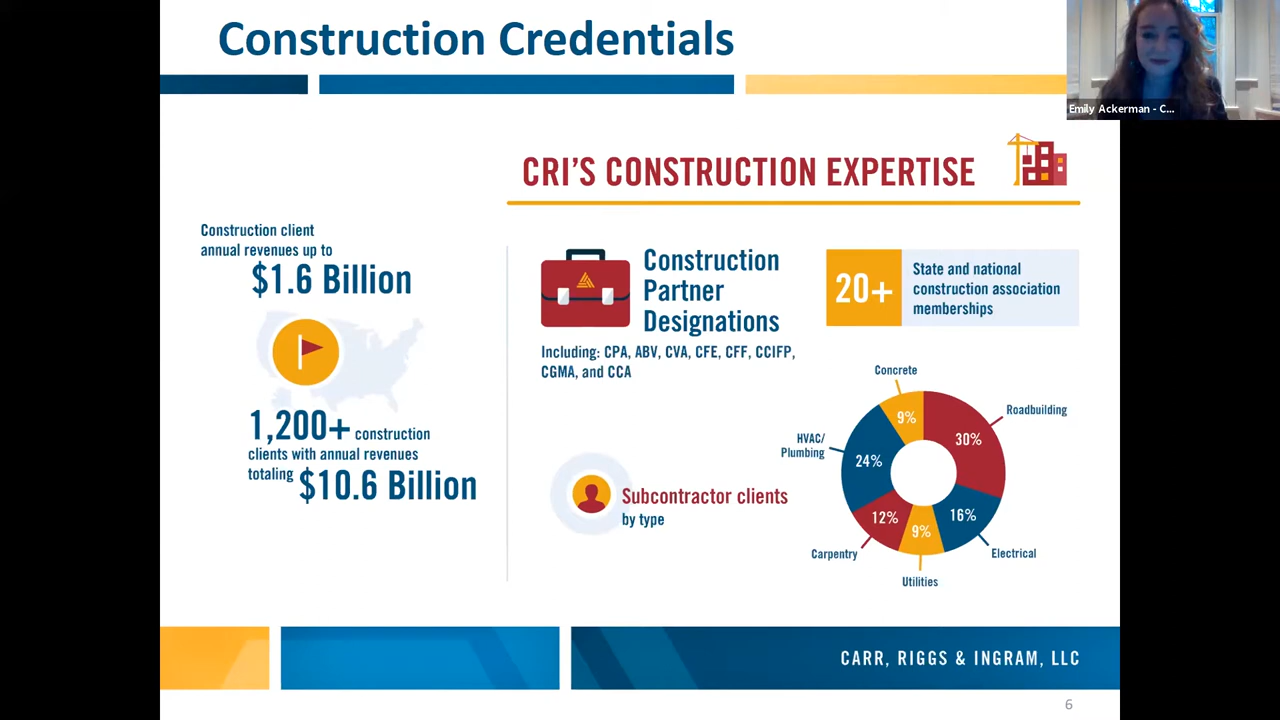 Construction Credentials
Emily Ackerman - C...
CRI'S CONSTRUCTION EXPERTISE
Construction client
annual revenues up to
$1.6 Billion
1,200+ construction
clients with annual revenues
totaling $10.6 Billion
Construction
Partner
Designations
Including: CPA, ABV, CVA, CFE, CFF, CCIFP,
CGMA, and CCA
20+
State and national
construction association
memberships
Subcontractor clients
by type
Concrete
9%
Roadbuilding
30%
HVAC/
Plumbing
24%
12%
16%
9%
Carpentry
Electrical
Utilities
CARR, RIGGS & INGRAM, LLC
6